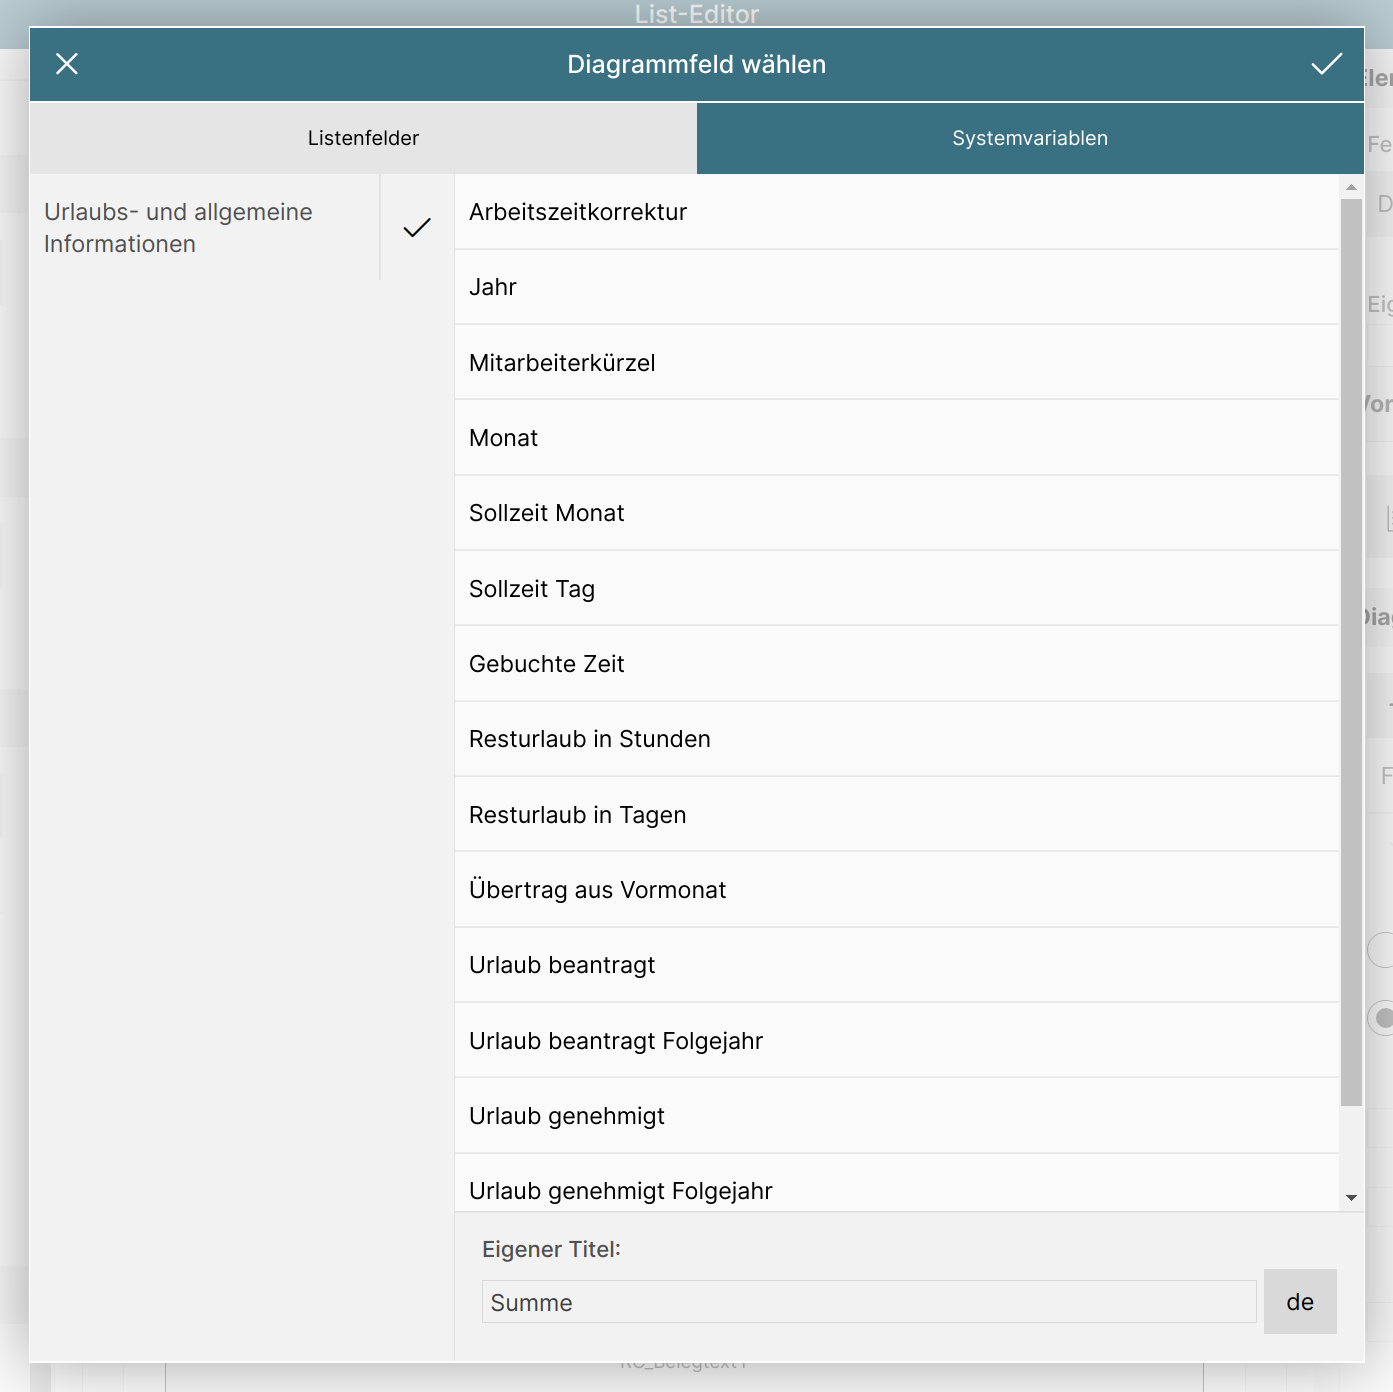 List-Editor
Diagrammfeld wählen
Listenfelder
Systemvariablen
Urlaubs- und allgemeine
Informationen
Arbeitszeitkorrektur
Jahr
Mitarbeiterkürzel
Monat
Sollzeit Monat
Sollzeit Tag
Gebuchte Zeit
Resturlaub in Stunden
Resturlaub in Tagen
Übertrag aus Vormonat
Urlaub beantragt
Urlaub beantragt Folgejahr
Urlaub genehmigt
Urlaub genehmigt Folgejahr
Eigener Titel:
Summe
de